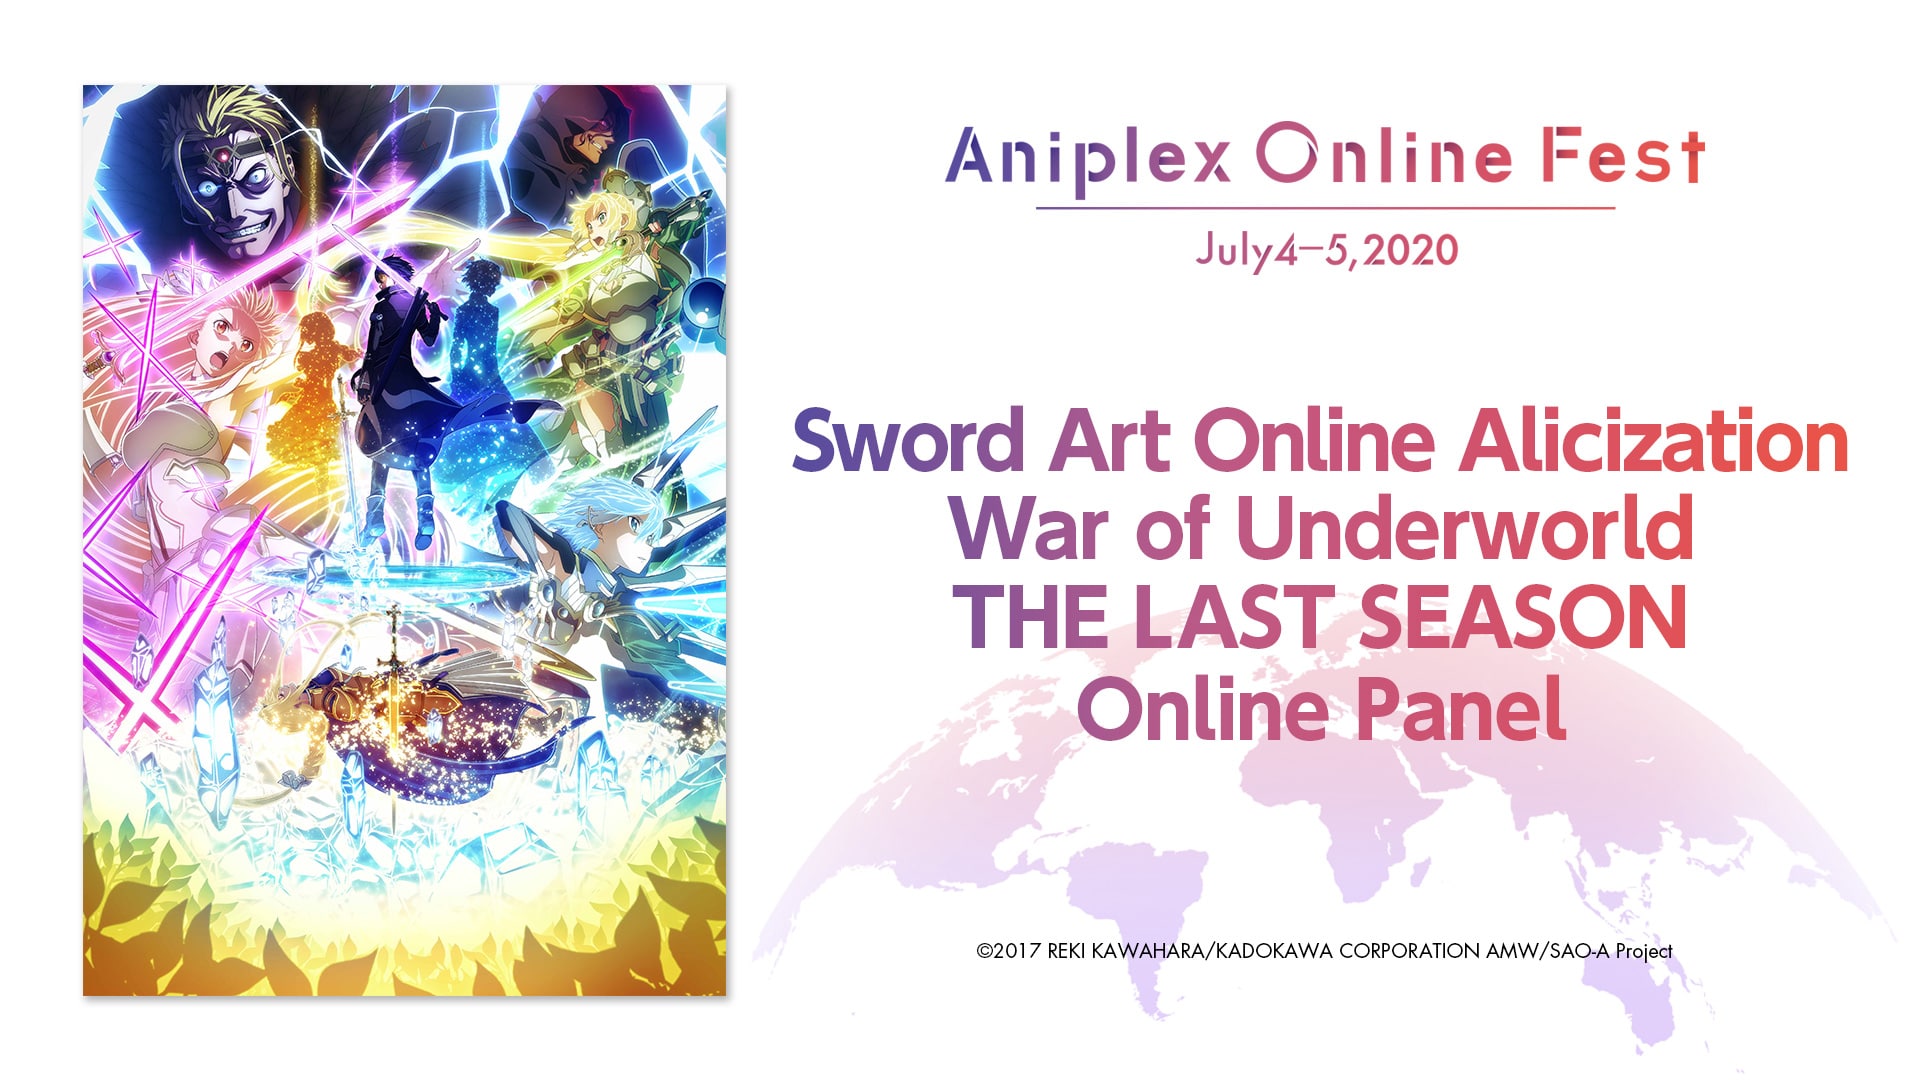 Aniplex Online Fest
July4–5,2020
Sword Art Online Alicization
War of Underworld
THE LAST SEASON
Online Panel
©2017 REKI KAWAHARA/KADOKAWA CORPORATION AMW/SAO-A Project